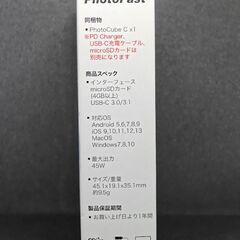 PhotoFast
同梱物
• PhotoCube C x1
※PD Charger,
USB-C充電ケーブル、
microSDカードは
別売になります
商品スペック
• インターフェース
microSDカード
(4GB以上)
USB-C 3.0/3.1
• 対応OS
Android 5,6,7,8,9
iOS 9,10,11,12,13
MacOS
Windows7,8,10
• 最大出力
45W
• サイズ/重量
45.1x19.1x35.1mm
約9.5g
製品保証期間
• お買い上げ日より1年間